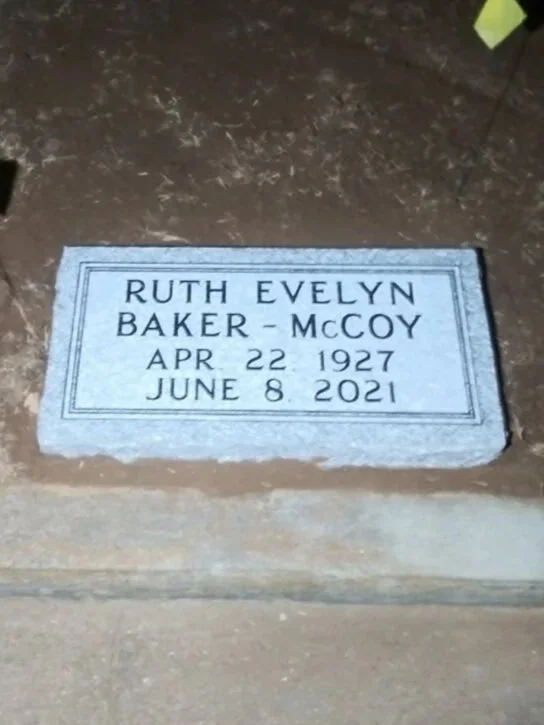 RUTH EVELYN
BAKER - McCOY
APR. 22. 1927
JUNE 8. 2021